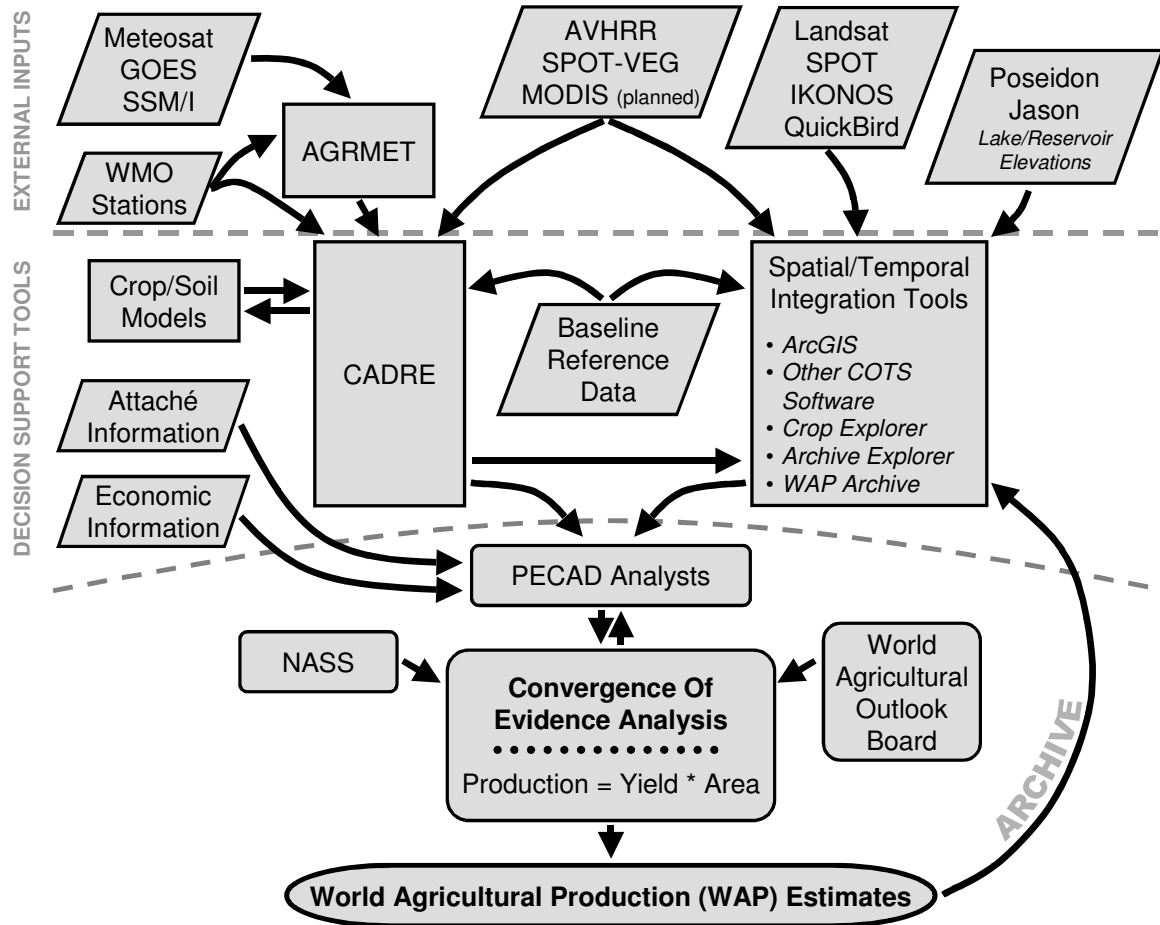 EXTERNAL INPUTS
Meteosat
GOES
SSM/I
AVHRR
SPOT-VEG
MODIS (planned)
Landsat
SPOT
IKONOS
QuickBird
Poseidon
Jason
Lake/Reservoir
Elevations
AGRMET
WMO
Stations
DECISION SUPPORT TOOLS
Crop/Soil
Models
CADRE
Baseline
Reference
Data
Spatial/Temporal
Integration Tools
• ArcGIS
• Other COTS
Software
• Crop Explorer
• Archive Explorer
• WAP Archive
Attaché
Information
Economic
Information
PECAD Analysts
NASS
Convergence Of
Evidence Analysis
Production = Yield * Area
World
Agricultural
Outlook
Board
ARCHIVE
World Agricultural Production (WAP) Estimates